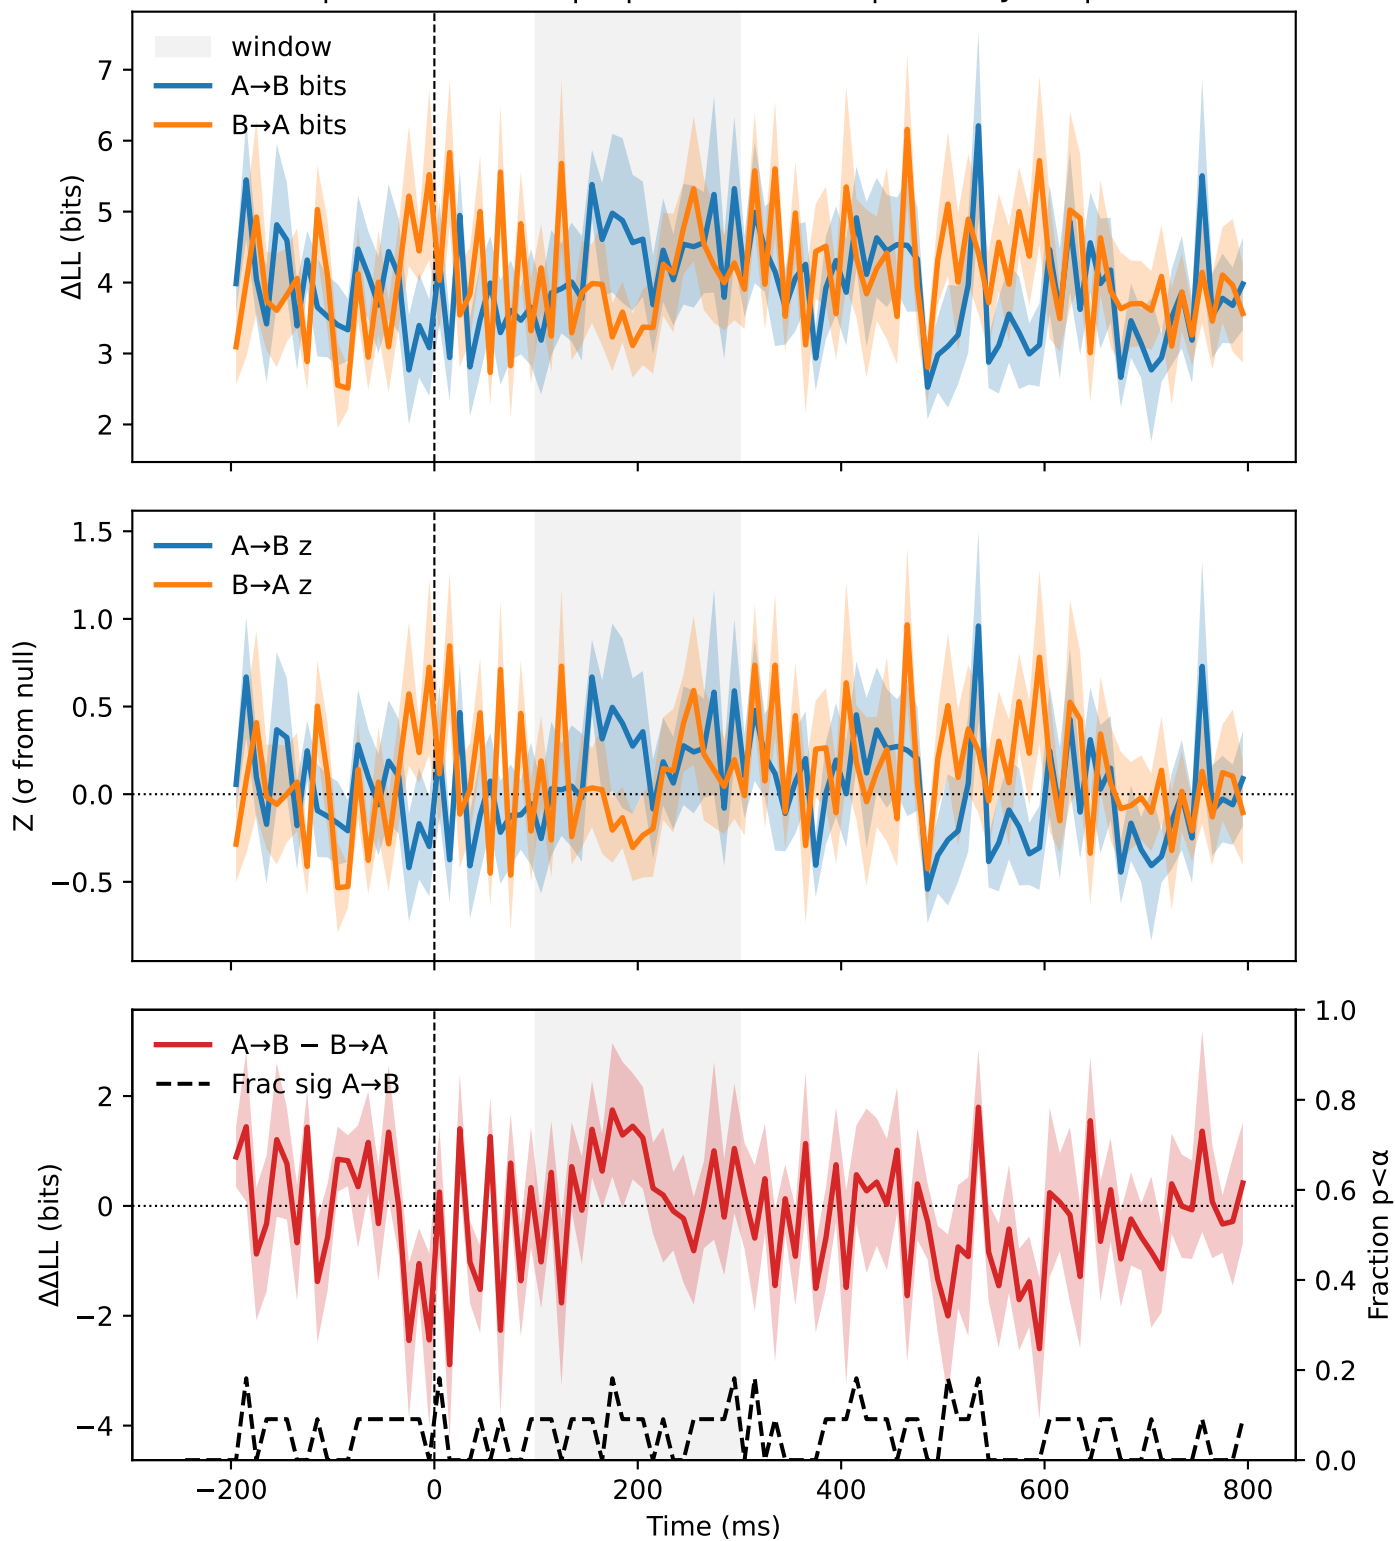 window
A→B bits
B→A bits
ΔLL (bits)
7
6
5
4
3
2
A→B z
B→A z
Z (σ from null)
1.5
1.0
0.5
0.0
−0.5
A→B − B→A
Frac sig A→B
ΔΔLL (bits)
2
0
−2
−4
1.0
0.8
0.6
0.4
0.2
0.0
Fraction p<α
−200
0
200
400
600
800
Time (ms)